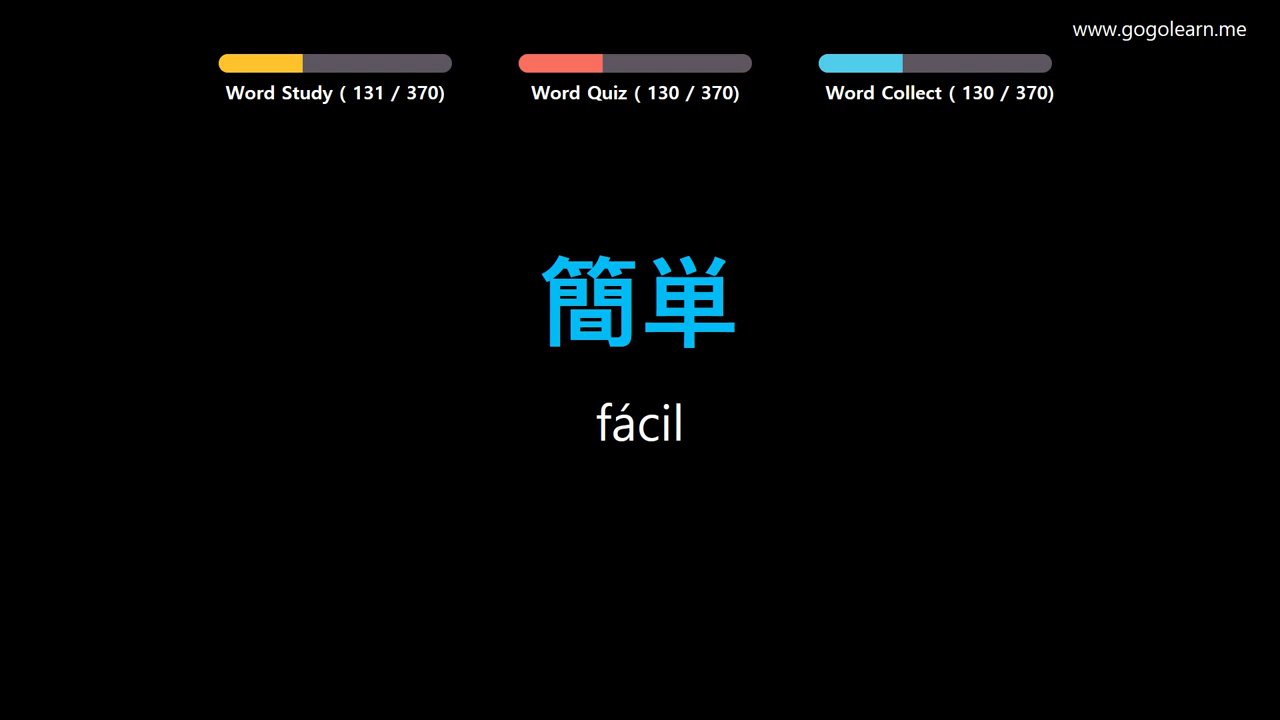 www.gogolearn.me
Word Study ( 131 / 370)
Word Quiz ( 130 / 370)
Word Collect ( 130 / 370)
簡単
fácil